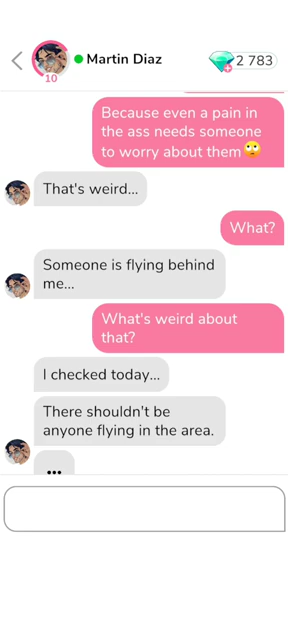 Martin Diaz
2 783
10
Because even a pain in
the ass needs someone
to worry about them🙄
That's weird...
What?
Someone is flying behind
me...
What's weird about
that?
I checked today...
There shouldn't be
anyone flying in the area.
...